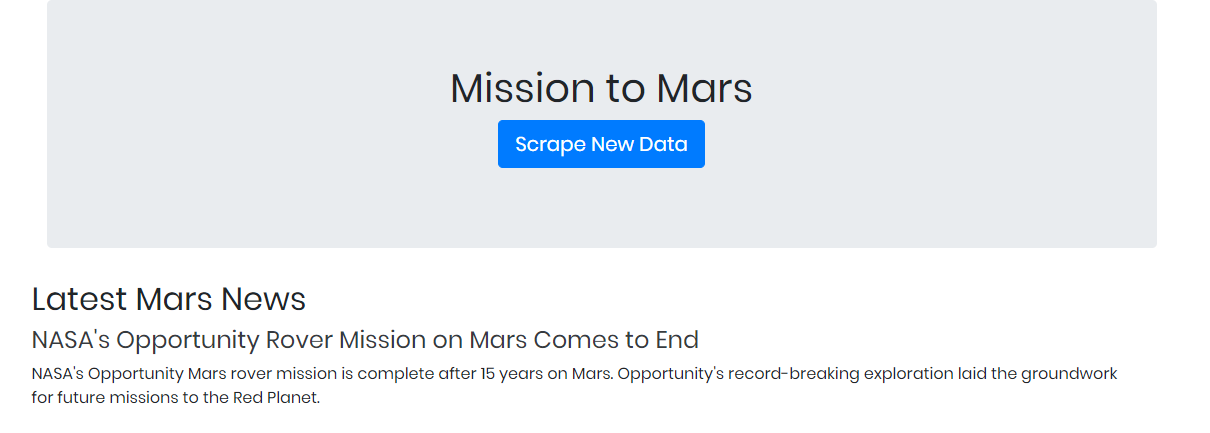 Mission to Mars
Scrape New Data
Latest Mars News
NASA's Opportunity Rover Mission on Mars Comes to End
NASA's Opportunity Mars rover mission is complete after 15 years on Mars. Opportunity's record-breaking exploration laid the groundwork
for future missions to the Red Planet.